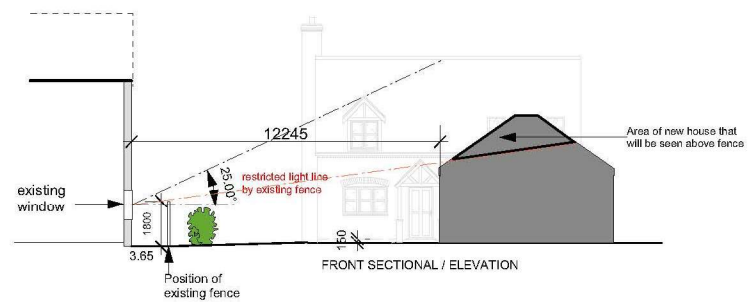 12245
Area of new house that
will be seen above fence
25.00°
restricted light line
by existing fence
existing
window
1800
150
3.65
FRONT SECTIONAL / ELEVATION
Position of
existing fence